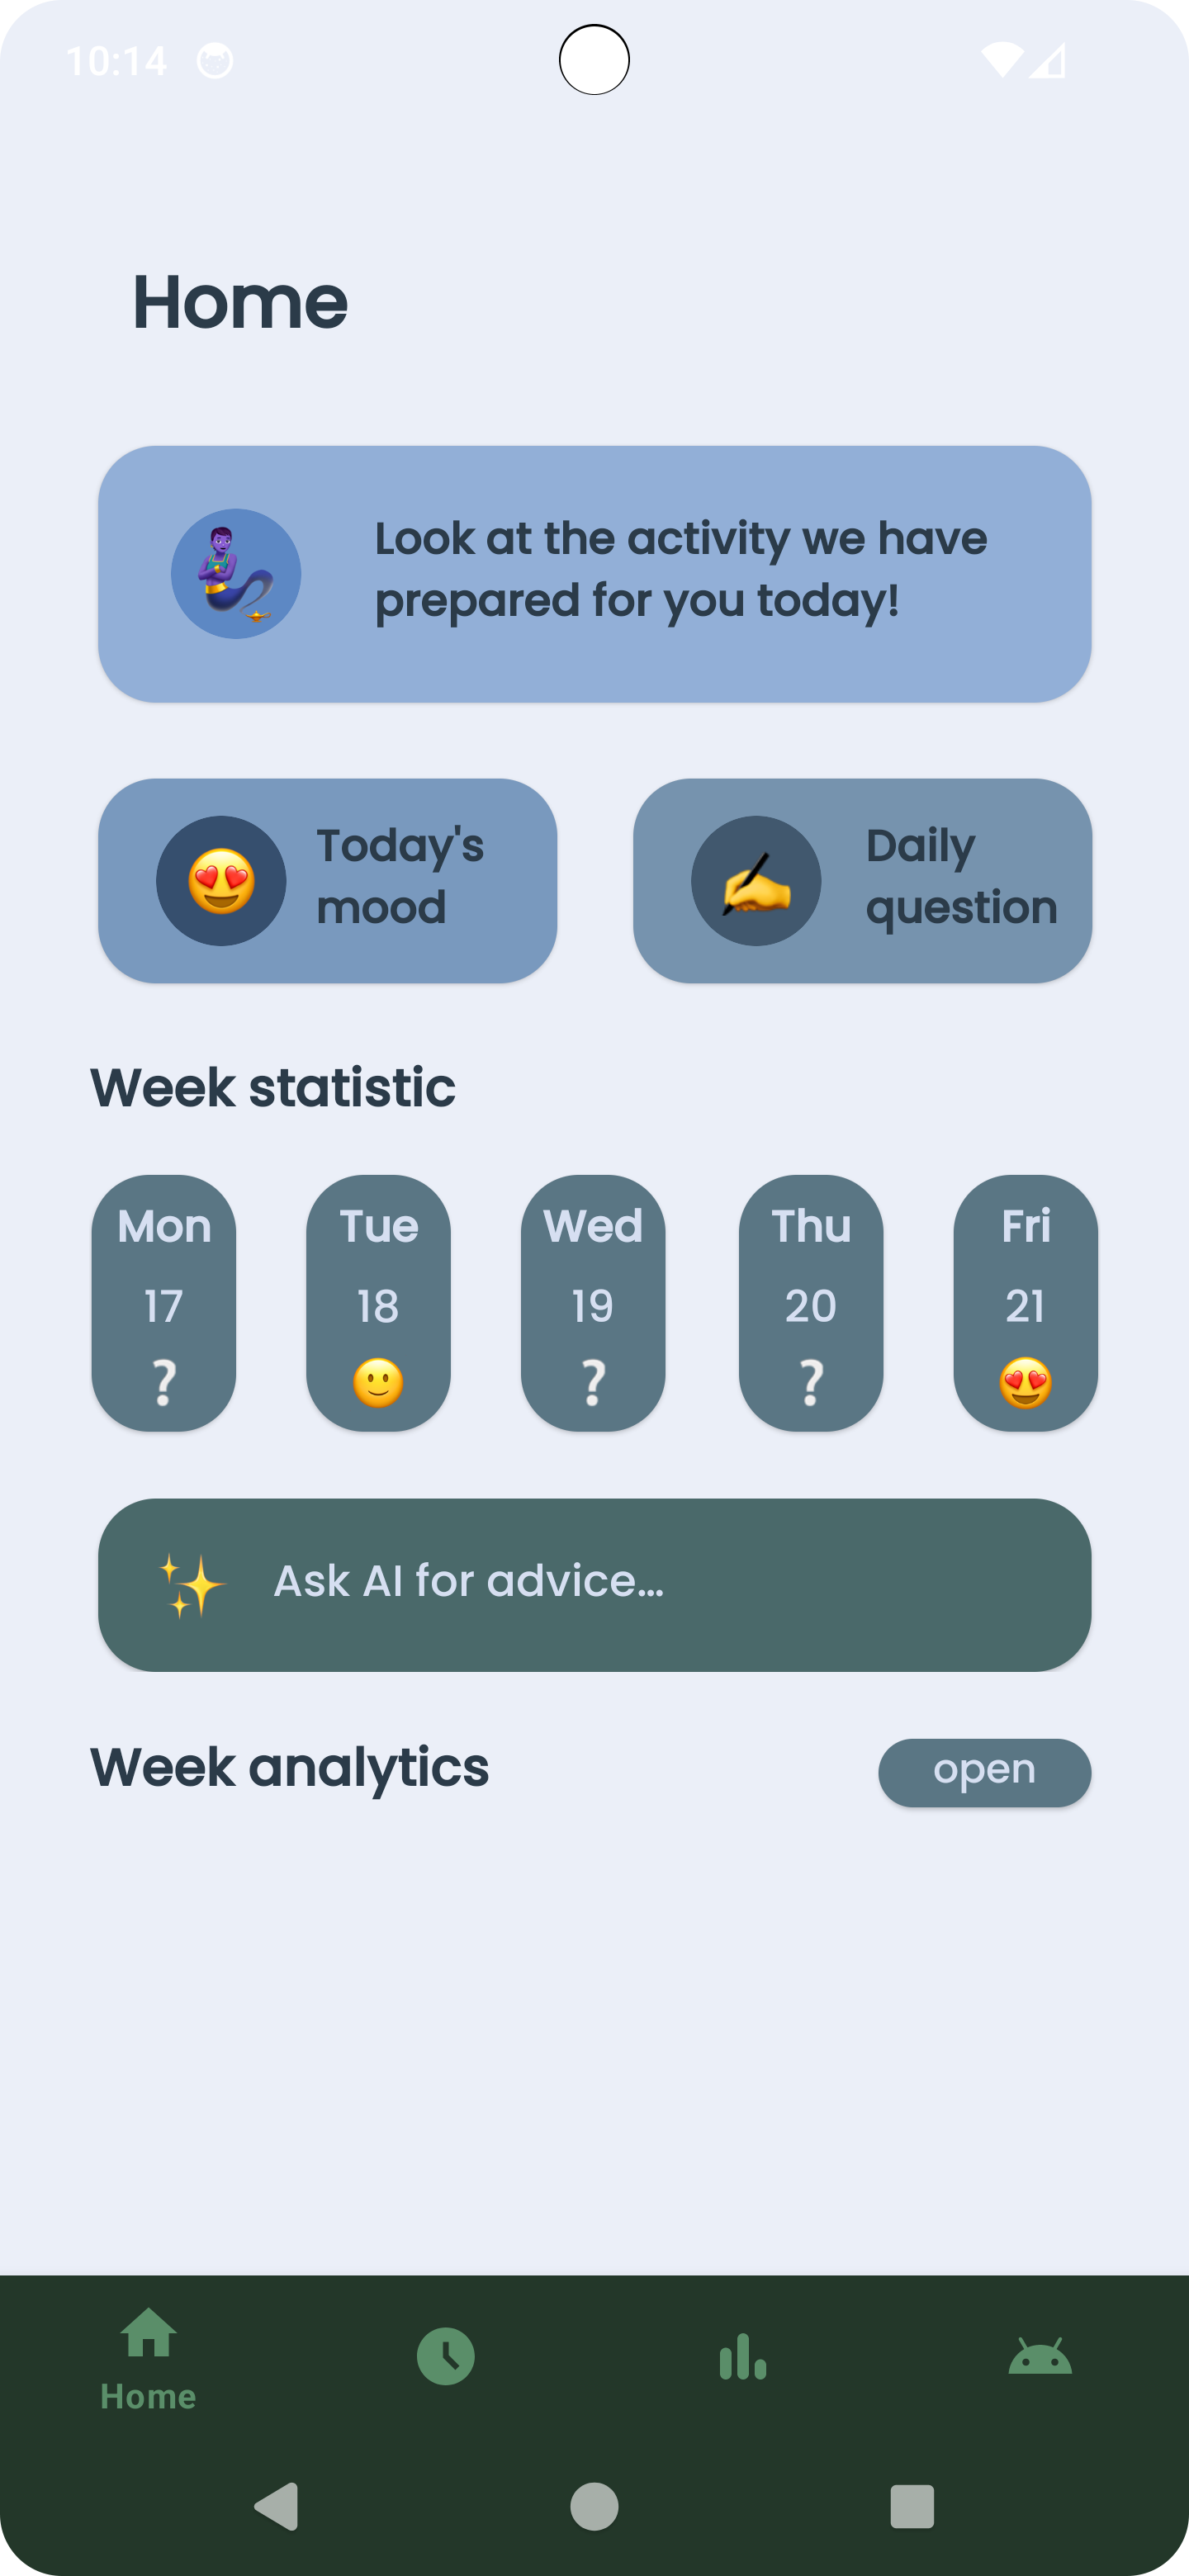 10:14
Home
Look at the activity we have
prepared for you today!
Today's
mood
Daily
question
Week statistic
Mon
17
?
Tue
18
Wed
19
?
Thu
20
?
Fri
21
Ask AI for advice...
Week analytics
open
Home